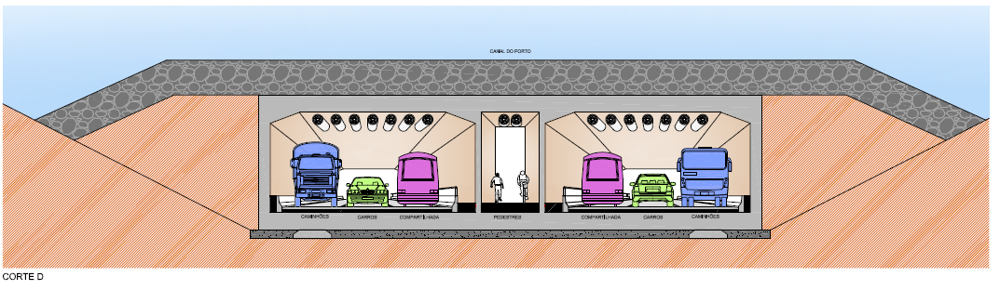 CANAL DO PORTO
CAMINHÕES CARROS COMPARTILHADA PEDESTRES COMPARTILHADA CARROS CAMINHÕES
CORTE D